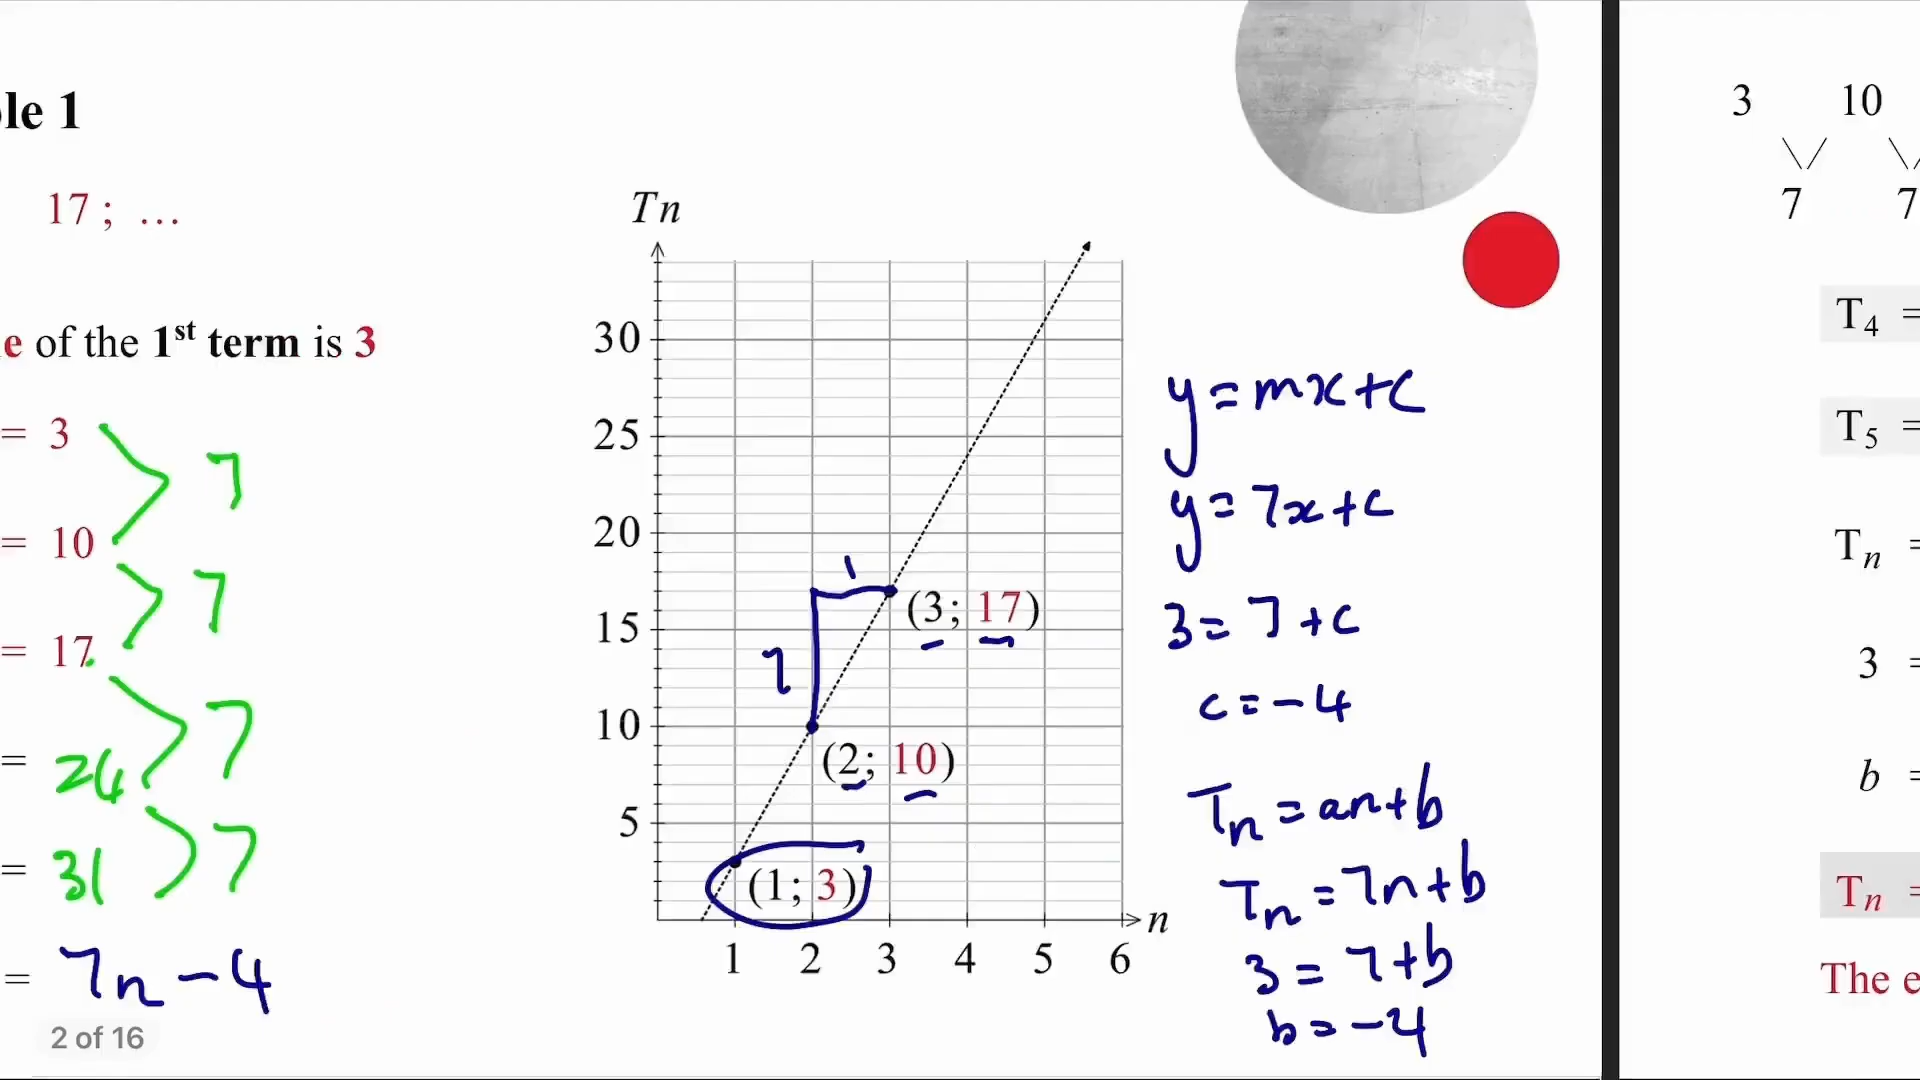 le 1
17 ; …
e of the 1st term is 3
= 3
7
= 10
7
= 17
7
= 24
7
= 31
= 7n – 4
2 of 16
Tn
30
25
20
15
10
5
1 2 3 4 5 6
n
1
7
(3; 17)
(2; 10)
(1; 3)
y = mx + c
y = 7x + c
3 = 7 + c
c = -4
Tn = an + b
Tn = 7n + b
3 = 7 + b
b = -4
3 10
7 7
T4 =
T5 =
Tn =
3 =
b =
Tn =
The e